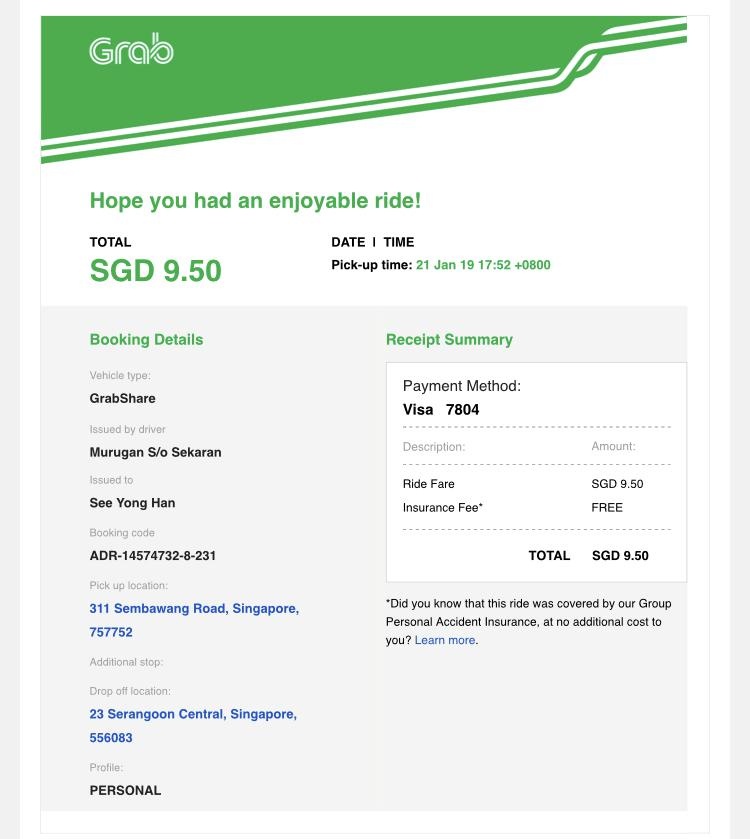 Grab
Hope you had an enjoyable ride!
TOTAL
SGD 9.50
DATE | TIME
Pick-up time: 21 Jan 19 17:52 +0800
Booking Details
Vehicle type:
GrabShare
Issued by driver
Murugan S/o Sekaran
Issued to
See Yong Han
Booking code
ADR-14574732-8-231
Pick up location:
311 Sembawang Road, Singapore,
757752
Additional stop:
Drop off location:
23 Serangoon Central, Singapore,
556083
Profile:
PERSONAL
Receipt Summary
Payment Method:
Visa 7804
Description: Amount:
Ride Fare SGD 9.50
Insurance Fee* FREE
TOTAL SGD 9.50
*Did you know that this ride was covered by our Group
Personal Accident Insurance, at no additional cost to
you? Learn more.